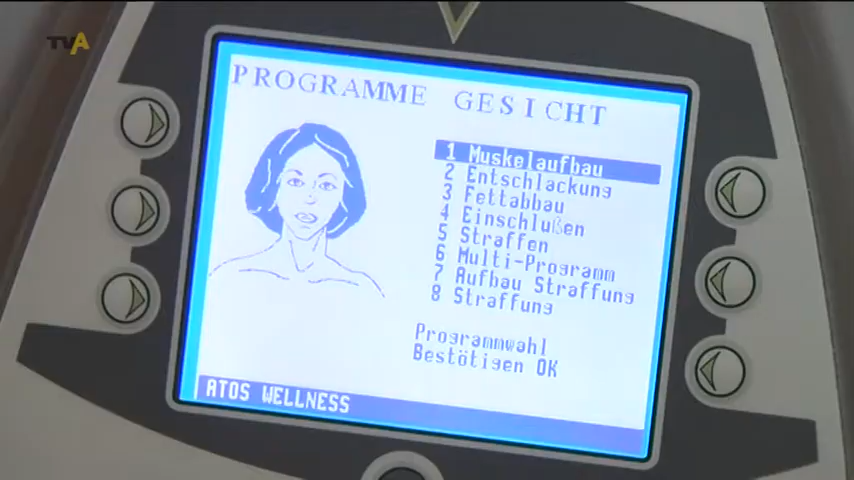 TVA
PROGRAMME GESICHT
1 Muskelaufbau
2 Entschlackung
3 Fettabbau
4 Einschlußen
5 Straffen
6 Multi-Programm
7 Aufbau Straffung
8 Straffung
Programmwahl
Bestötigen OK
ATOS WELLNESS